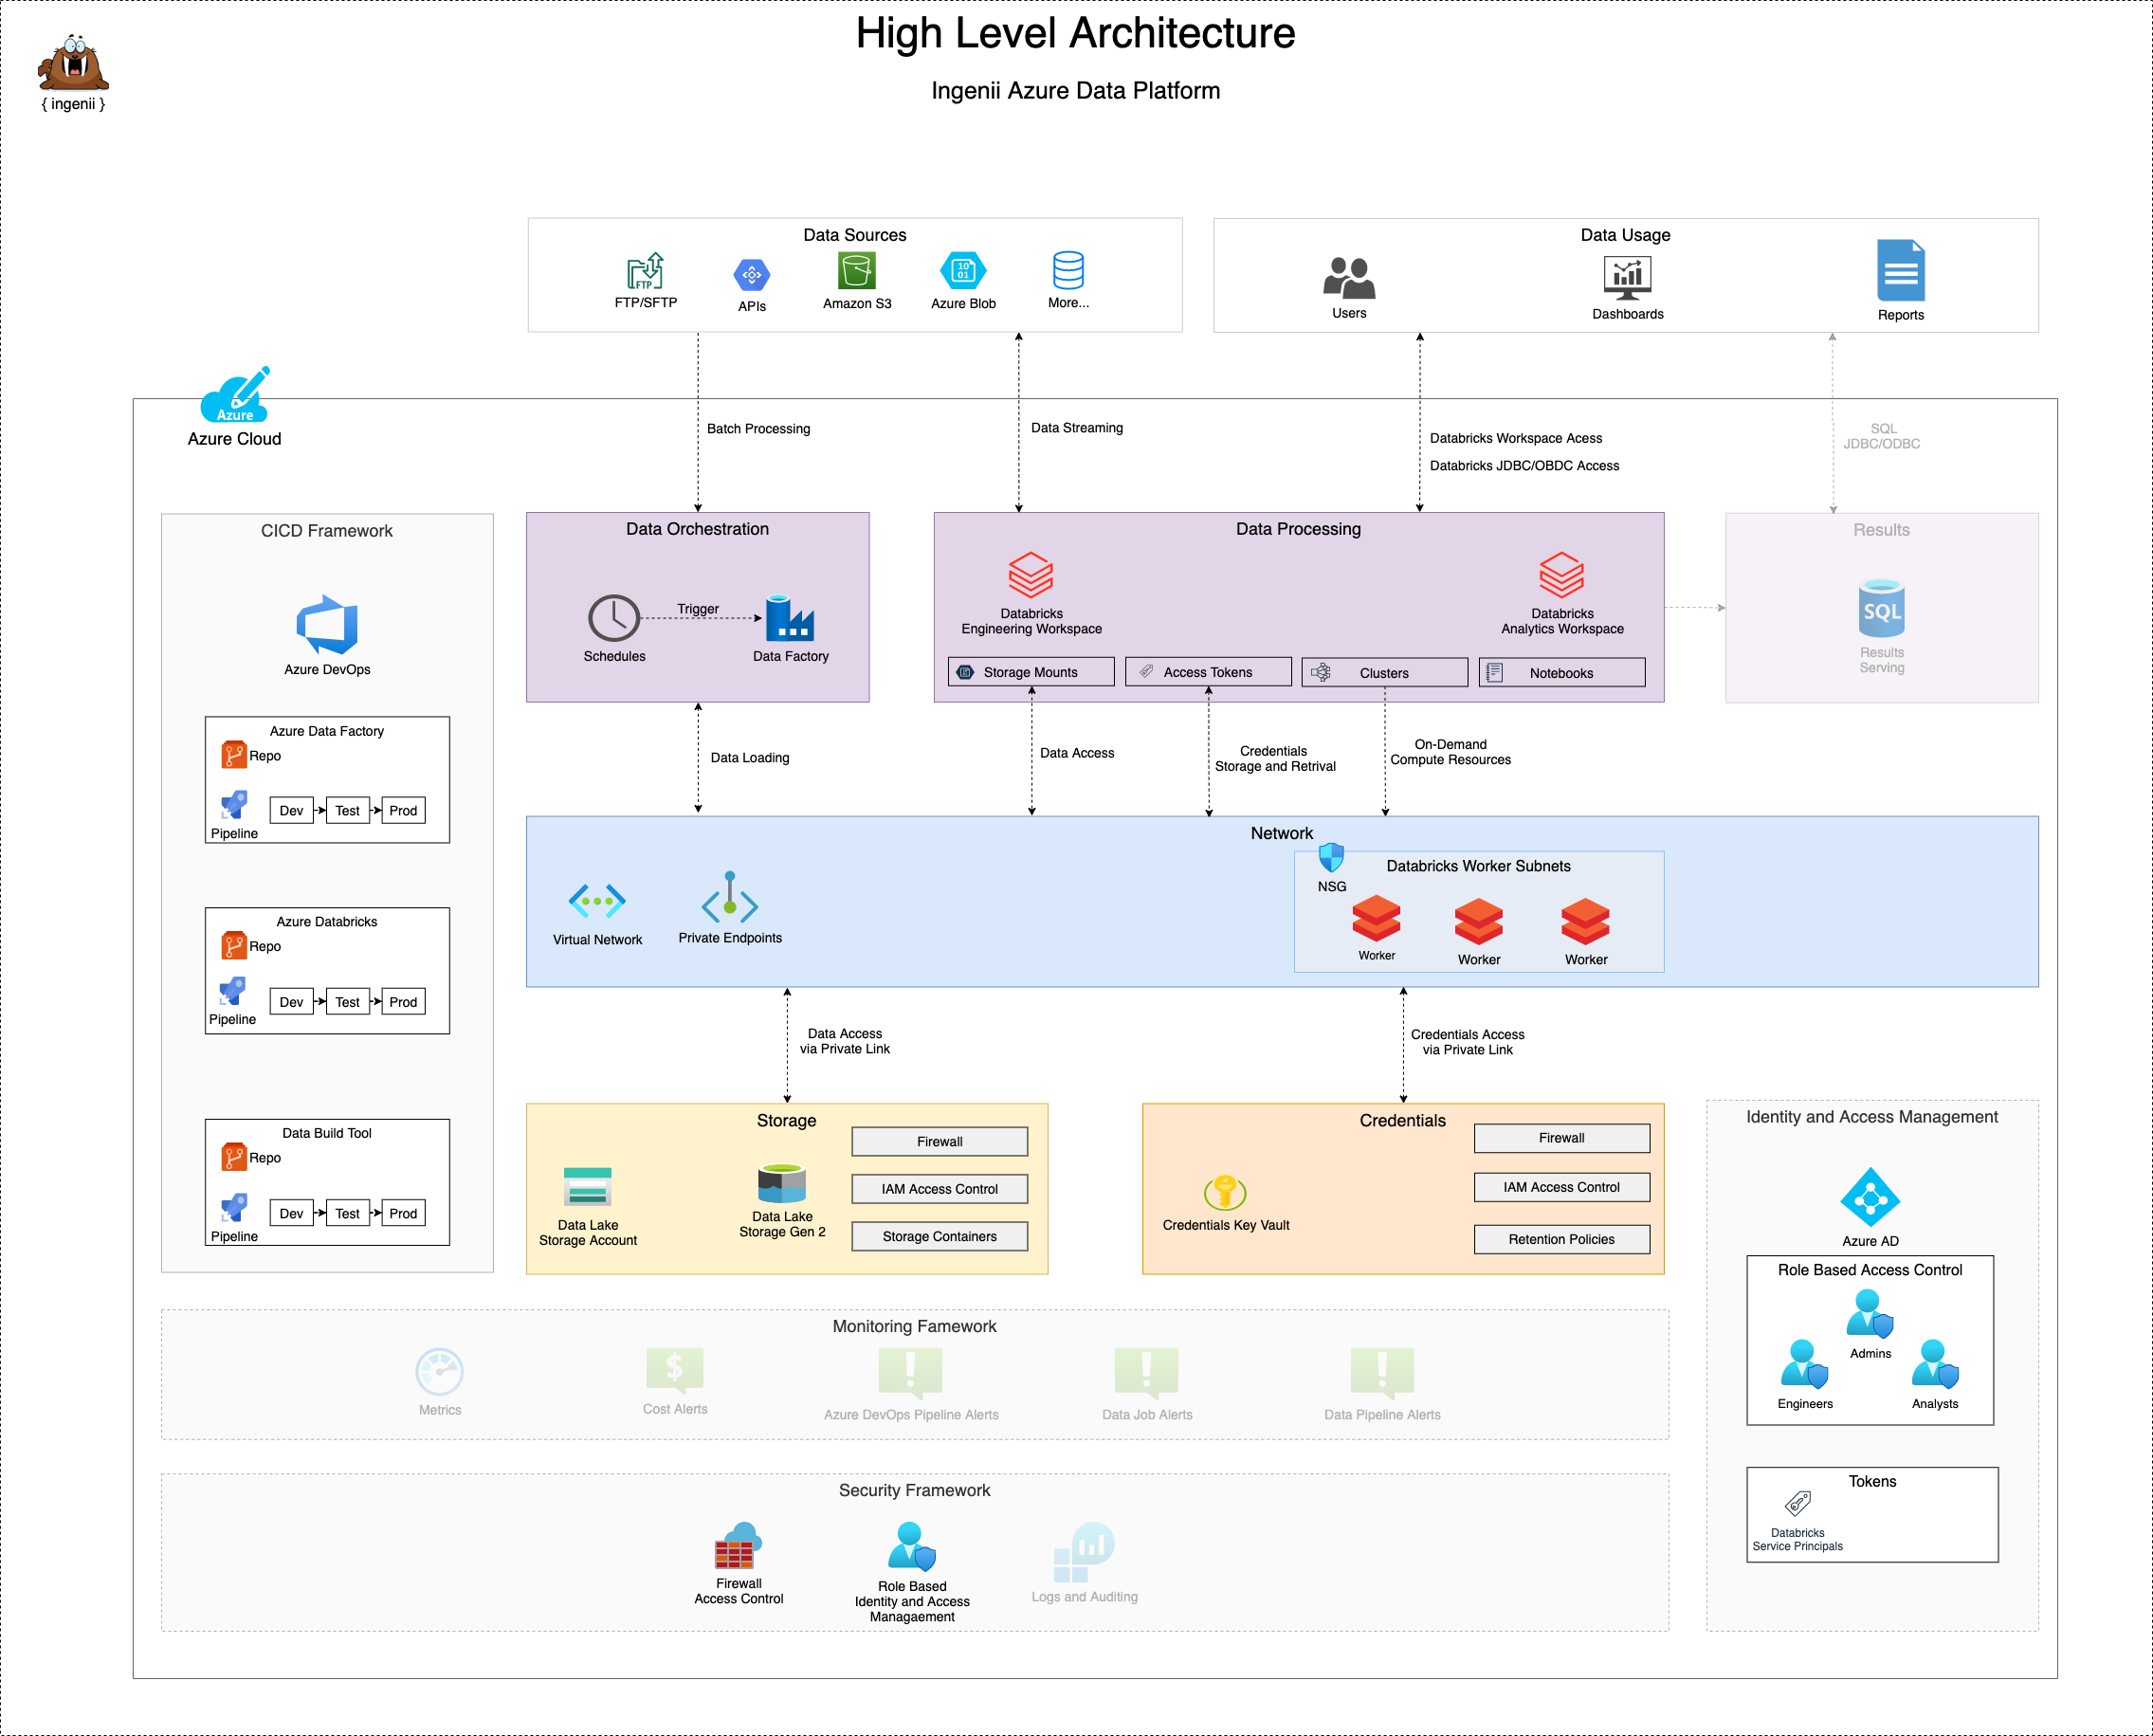 High Level Architecture
Ingenii Azure Data Platform
{ ingenii }
Data Sources
FTP
FTP/SFTP
APIs
Amazon S3
10
01
Azure Blob
More...
Data Usage
Users
Dashboards
Reports
Azure
Azure Cloud
Batch Processing
Data Streaming
Databricks Workspace Acess
Databricks JDBC/OBDC Access
SQL
JDBC/ODBC
CICD Framework
Azure DevOps
Azure Data Factory
Repo
Pipeline
Dev
Test
Prod
Azure Databricks
Repo
Pipeline
Dev
Test
Prod
Data Build Tool
Repo
Pipeline
Dev
Test
Prod
Data Orchestration
Schedules
Trigger
Data Factory
Data Processing
Databricks
Engineering Workspace
Databricks
Analytics Workspace
Storage Mounts
Access Tokens
Clusters
Notebooks
Results
SQL
Results
Serving
Data Loading
Data Access
Credentials
Storage and Retrival
On-Demand
Compute Resources
Network
Virtual Network
Private Endpoints
NSG
Databricks Worker Subnets
Worker
Worker
Worker
Data Access
via Private Link
Credentials Access
via Private Link
Storage
Data Lake
Storage Account
Data Lake
Storage Gen 2
Firewall
IAM Access Control
Storage Containers
Credentials
Credentials Key Vault
Firewall
IAM Access Control
Retention Policies
Identity and Access Management
Azure AD
Role Based Access Control
Admins
Engineers
Analysts
Tokens
Databricks
Service Principals
Monitoring Famework
Metrics
$
Cost Alerts
!
Azure DevOps Pipeline Alerts
!
Data Job Alerts
!
Data Pipeline Alerts
Security Framework
Firewall
Access Control
Role Based
Identity and Access
Managaement
Logs and Auditing